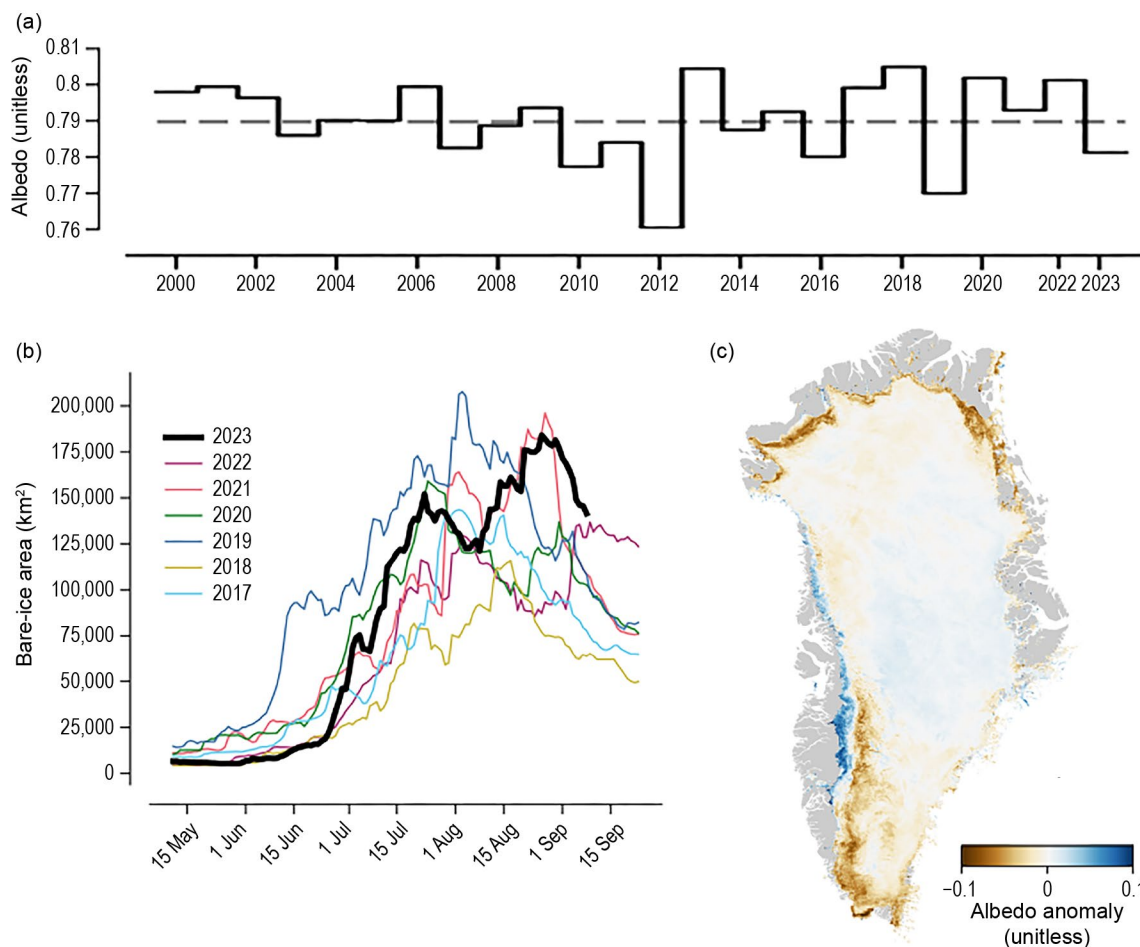 (a)
Albedo (unitless)
0.81
0.8
0.79
0.78
0.77
0.76
2000 2002 2004 2006 2008 2010 2012 2014 2016 2018 2020 2022 2023
(b)
Bare-ice area (km²)
200,000
175,000
150,000
125,000
100,000
75,000
50,000
25,000
0
2023
2022
2021
2020
2019
2018
2017
15 May 1 Jun 15 Jun 1 Jul 15 Jul 1 Aug 15 Aug 1 Sep 15 Sep
(c)
−0.1 0 0.1
Albedo anomaly
(unitless)